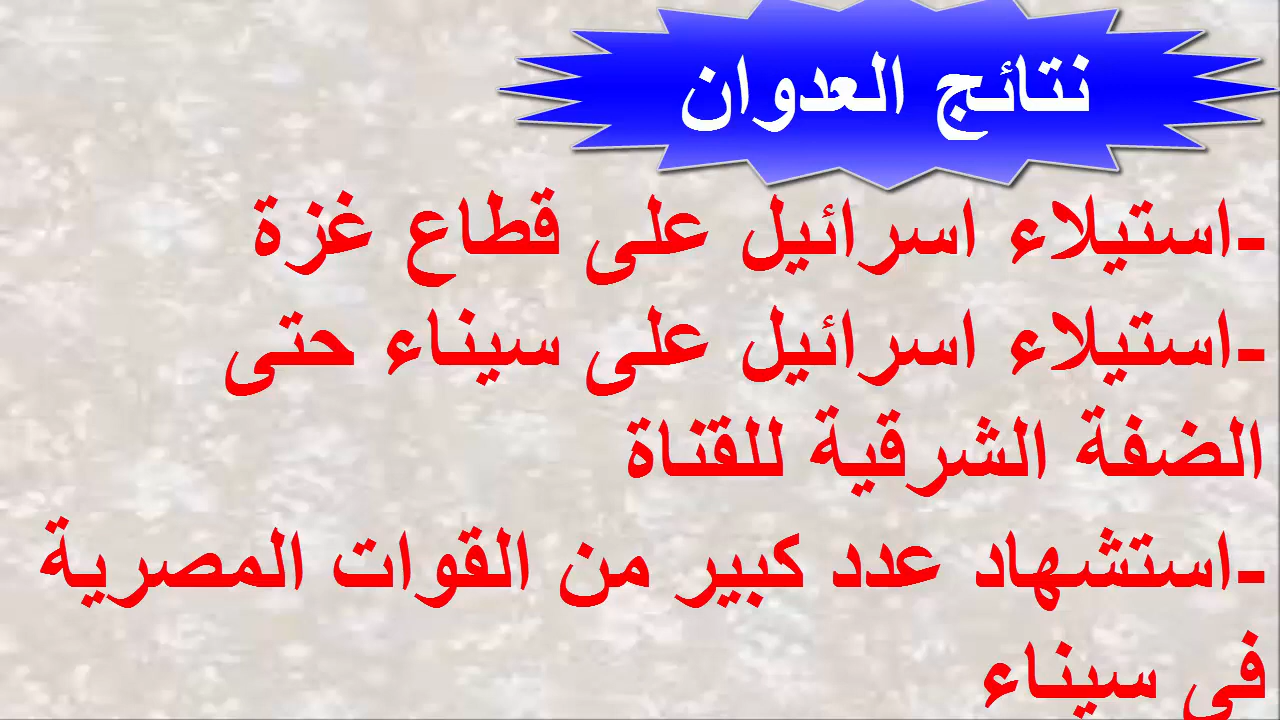 نتائج العدوان
-استيلاء اسرائيل على قطاع غزة
-استيلاء اسرائيل على سيناء حتى
الضفة الشرقية للقناة
-استشهاد عدد كبير من القوات المصرية
فى سيناء